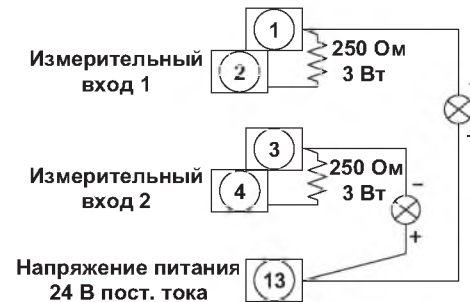 1
Измерительный
вход 1
2
250 Ом
3 Вт
3
Измерительный
вход 2
4
250 Ом
3 Вт
–
+
Напряжение питания
24 В пост. тока
13